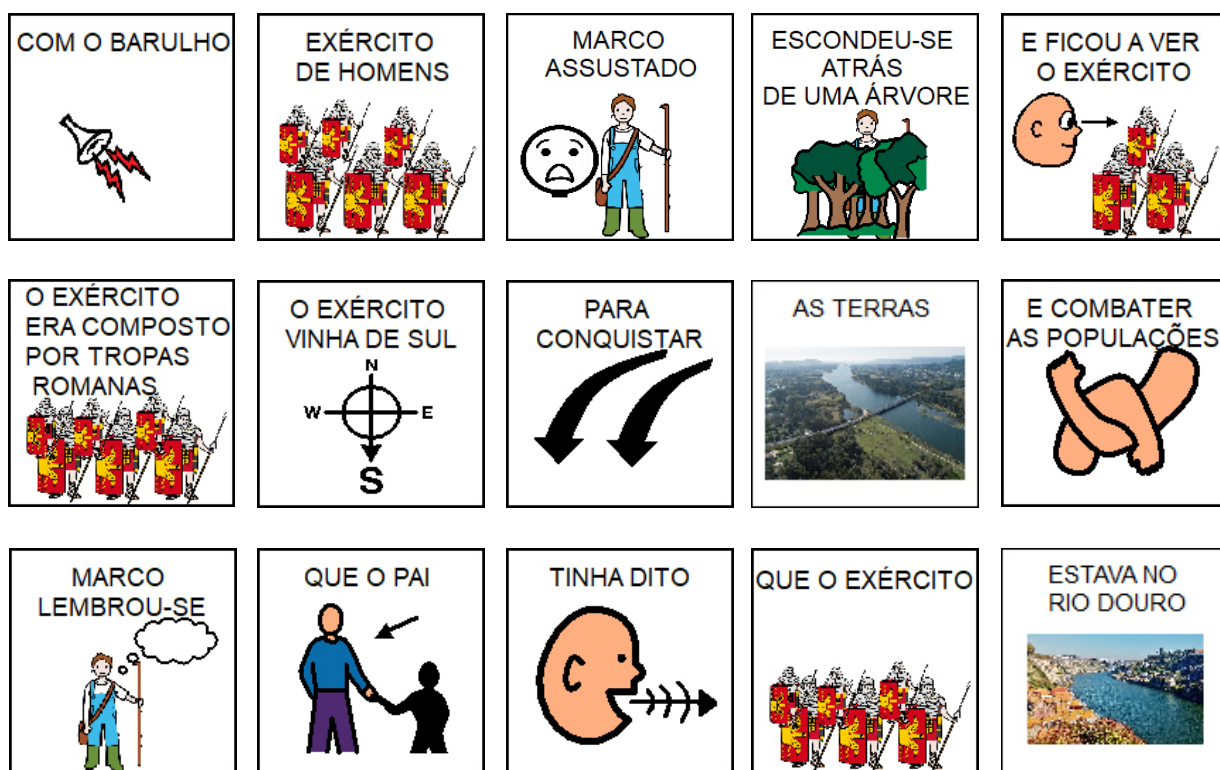 COM O BARULHO
EXÉRCITO
DE HOMENS
MARCO
ASSUSTADO
ESCONDEU-SE
ATRÁS
DE UMA ÁRVORE
E FICOU A VER
O EXÉRCITO
O EXÉRCITO
ERA COMPOSTO
POR TROPAS
ROMANAS
O EXÉRCITO
VINHA DE SUL
N
W
E
S
PARA
CONQUISTAR
AS TERRAS
E COMBATER
AS POPULAÇÕES
MARCO
LEMBROU-SE
QUE O PAI
TINHA DITO
QUE O EXÉRCITO
ESTAVA NO
RIO DOURO